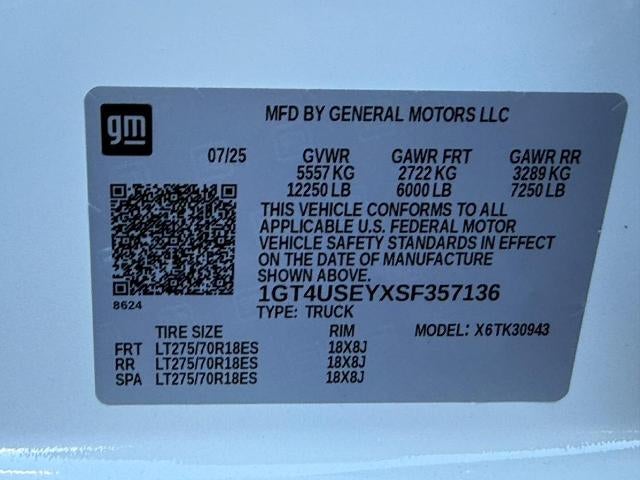 gm
MFD BY GENERAL MOTORS LLC
07/25 GVWR GAWR FRT GAWR RR
5557 KG 2722 KG 3289 KG
12250 LB 6000 LB 7250 LB
THIS VEHICLE CONFORMS TO ALL
APPLICABLE U.S. FEDERAL MOTOR
VEHICLE SAFETY STANDARDS IN EFFECT
ON THE DATE OF MANUFACTURE
SHOWN ABOVE.
8624
1GT4USEYXSF357136
TYPE: TRUCK
TIRE SIZE RIM MODEL: X6TK30943
FRT LT275/70R18ES 18X8J
RR LT275/70R18ES 18X8J
SPA LT275/70R18ES 18X8J